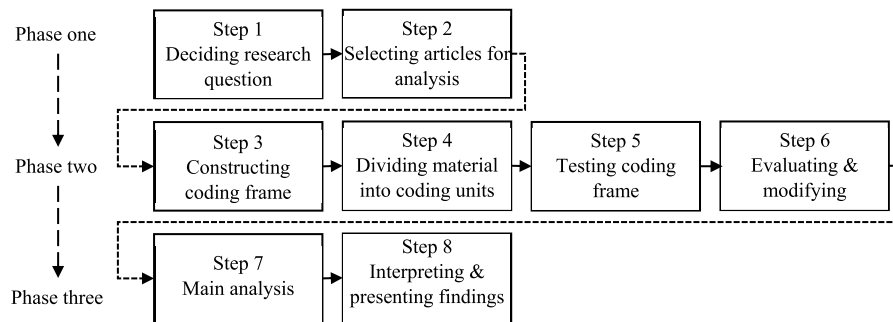 Phase one
Step 1
Deciding research
question
Step 2
Selecting articles for
analysis
Phase two
Step 3
Constructing
coding frame
Step 4
Dividing material
into coding units
Step 5
Testing coding
frame
Step 6
Evaluating &
modifying
Phase three
Step 7
Main analysis
Step 8
Interpreting &
presenting findings